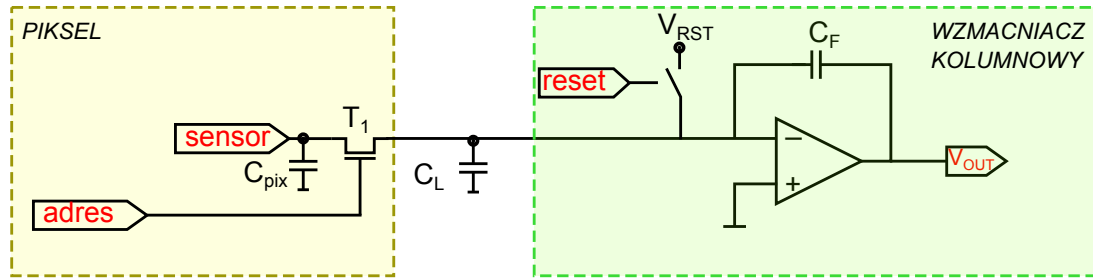 PIKSEL
WZMACNIACZ
KOLUMNOWY
V_RST
C_F
reset
T_1
sensor
C_pix
C_L
−
+
V_OUT
adres